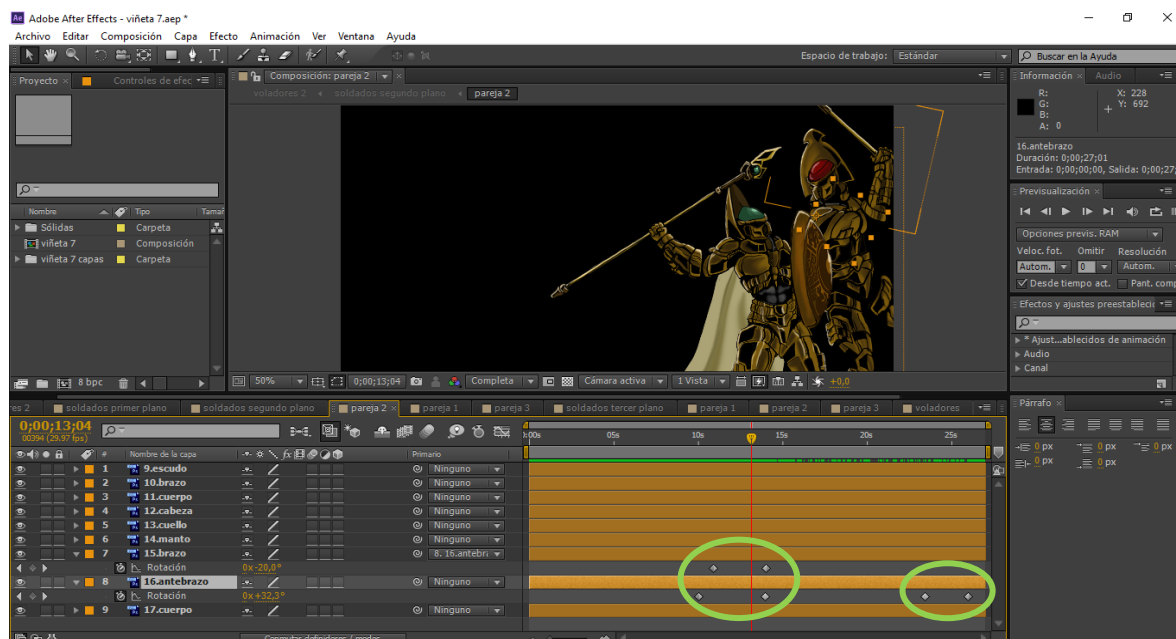 Ae Adobe After Effects - viñeta 7.aep *
Archivo Editar Composición Capa Efecto Animación Ver Ventana Ayuda
Espacio de trabajo: Estándar
Buscar en la Ayuda
Proyecto × Controles de efec
Composición: pareja 2
voladores 2 soldados segundo plano pareja 2
Nombre Tipo Tamañ
Sólidas Carpeta
viñeta 7 Composición
viñeta 7 capas Carpeta
8 bpc
50% 0;00;13;04 Completa Cámara activa 1 Vista +0,0
Información × Audio
R: X: 228
G: Y: 692
B:
A: 0
16.antebrazo
Duración: 0;00;27;01
Entrada: 0;00;00;00, Salida: 0;00;27;
Previsualización ×
Opciones previs. RAM
Veloc.fot. Omitir Resolución
Autom. 0 Autom.
Desde tiempo act. Pant. comp
Efectos y ajustes preestablecic
* Ajust...ablecidos de animación
Audio
Canal
Párrafo ×
0 px 0 px 0 px
0 px 0 px
res 2 soldados primer plano soldados segundo plano pareja 2 × pareja 1 pareja 3 soldados tercer plano pareja 1 pareja 2 pareja 3 voladores
0;00;13;04
00394 (29.97 fps)
):00s 05s 10s 15s 20s 25s
# Nombre de la capa fx Primario
1 9.escudo Ninguno
2 10.brazo Ninguno
3 11.cuerpo Ninguno
4 12.cabeza Ninguno
5 13.cuello Ninguno
6 14.manto Ninguno
7 15.brazo 8. 16.antebra
Rotación 0x-20,0°
8 16.antebrazo Ninguno
Rotación 0x+32,3°
9 17.cuerpo Ninguno
Conmutar definidores / modos